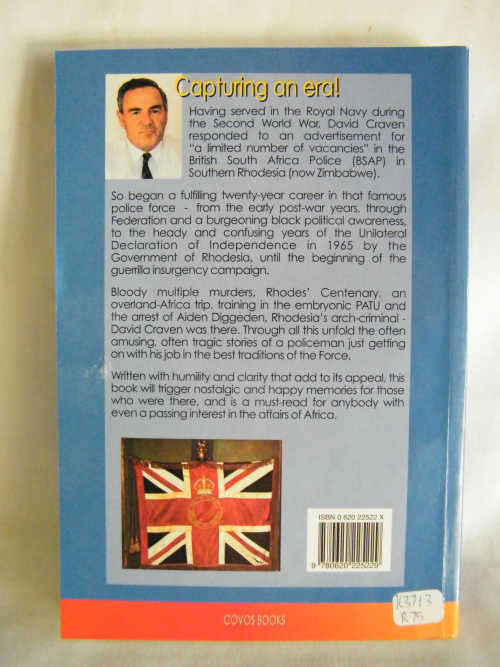 Capturing an era!
Having served in the Royal Navy during
the Second World War, David Craven
responded to an advertisement for
"a limited number of vacancies" in the
British South Africa Police (BSAP) in
Southern Rhodesia (now Zimbabwe).
So began a fulfilling twenty-year career in that famous
police force - from the early post-war years, through
Federation and a burgeoning black political awareness,
to the heady and confusing years of the Unilateral
Declaration of Independence in 1965 by the
Government of Rhodesia, until the beginning of the
guerrilla insurgency campaign.
Bloody multiple murders, Rhodes' Centenary, an
overland-Africa trip, training in the embryonic PATU and
the arrest of Aiden Diggeden, Rhodesia's arch-criminal -
David Craven was there. Through all this unfold the often
amusing, often tragic stories of a policeman just getting
on with his job in the best traditions of the Force.
Written with humility and clarity that add to its appeal, this
book will trigger nostalgic and happy memories for those
who were there, and is a must-read for anybody with
even a passing interest in the affairs of Africa.
ISBN 0 620 22522 X
9 780620 225229
R75
COVOS BOOKS